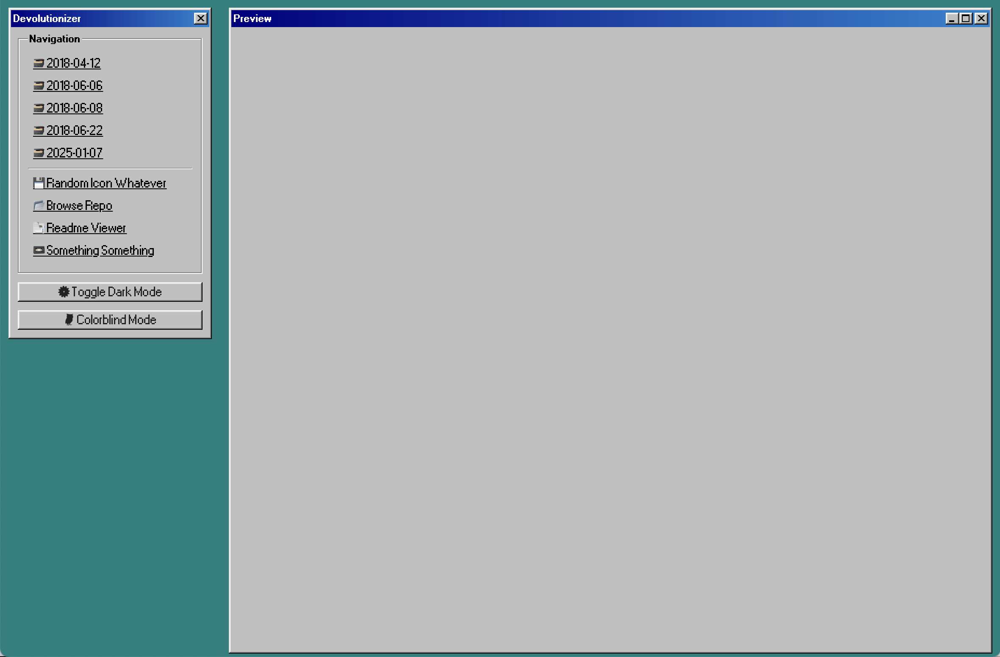 Devolutionizer
Navigation
2018-04-12
2018-06-06
2018-06-08
2018-06-22
2025-01-07
Random Icon Whatever
Browse Repo
Readme Viewer
Something Something
Toggle Dark Mode
Colorblind Mode
Preview